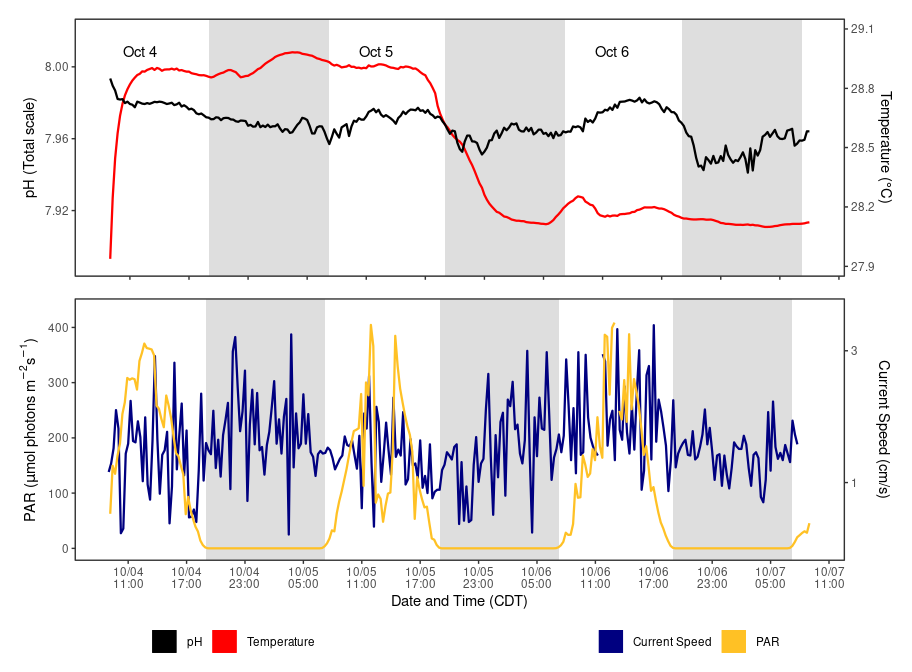 Oct 4 Oct 5 Oct 6
pH (Total scale)
8.00
7.96
7.92
Temperature (°C)
29.1
28.8
28.5
28.2
27.9
PAR (μmol photons m⁻²s⁻¹)
400
300
200
100
0
Current Speed (cm/s)
3
1
10/04 10/04 10/04 10/05 10/05 10/05 10/05 10/06 10/06 10/06 10/06 10/07 10/07
11:00 17:00 23:00 05:00 11:00 17:00 23:00 05:00 11:00 17:00 23:00 05:00 11:00
Date and Time (CDT)
pH Temperature Current Speed PAR